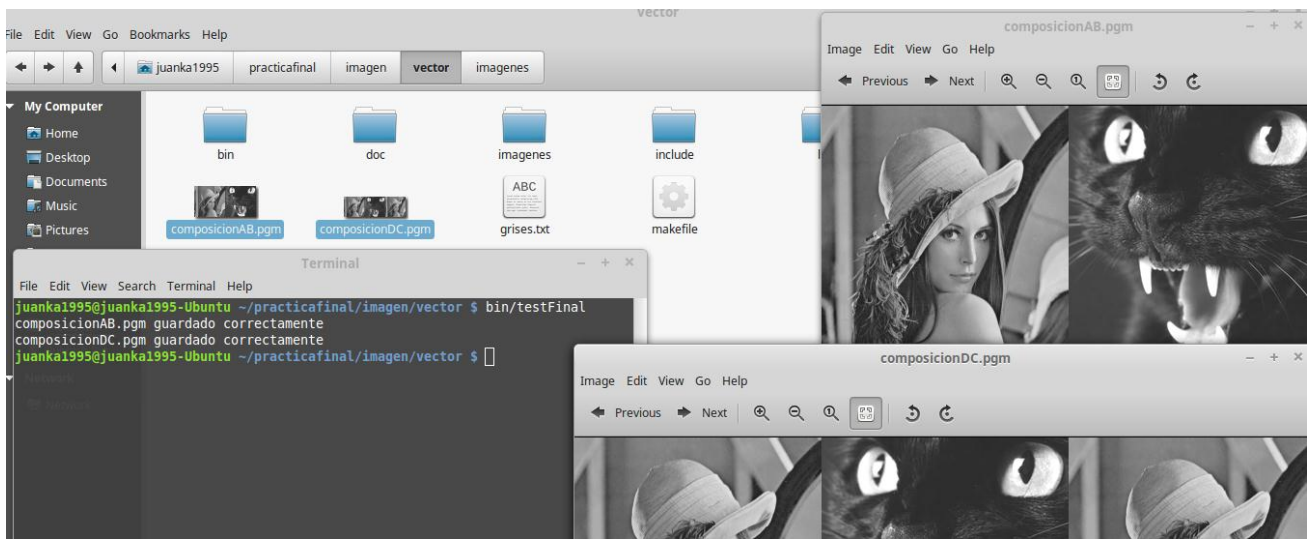 vector
File Edit View Go Bookmarks Help
juanka1995 practicafinal imagen vector imagenes
My Computer
Home
Desktop
Documents
Music
Pictures
bin doc imagenes include
composicionAB.pgm composicionDC.pgm ABC grises.txt makefile
Terminal
File Edit View Search Terminal Help
juanka1995@juanka1995-Ubuntu ~/practicafinal/imagen/vector $ bin/testFinal
composicionAB.pgm guardado correctamente
composicionDC.pgm guardado correctamente
juanka1995@juanka1995-Ubuntu ~/practicafinal/imagen/vector $
Network
Network
composicionAB.pgm
Image Edit View Go Help
Previous Next
composicionDC.pgm
Image Edit View Go Help
Previous Next